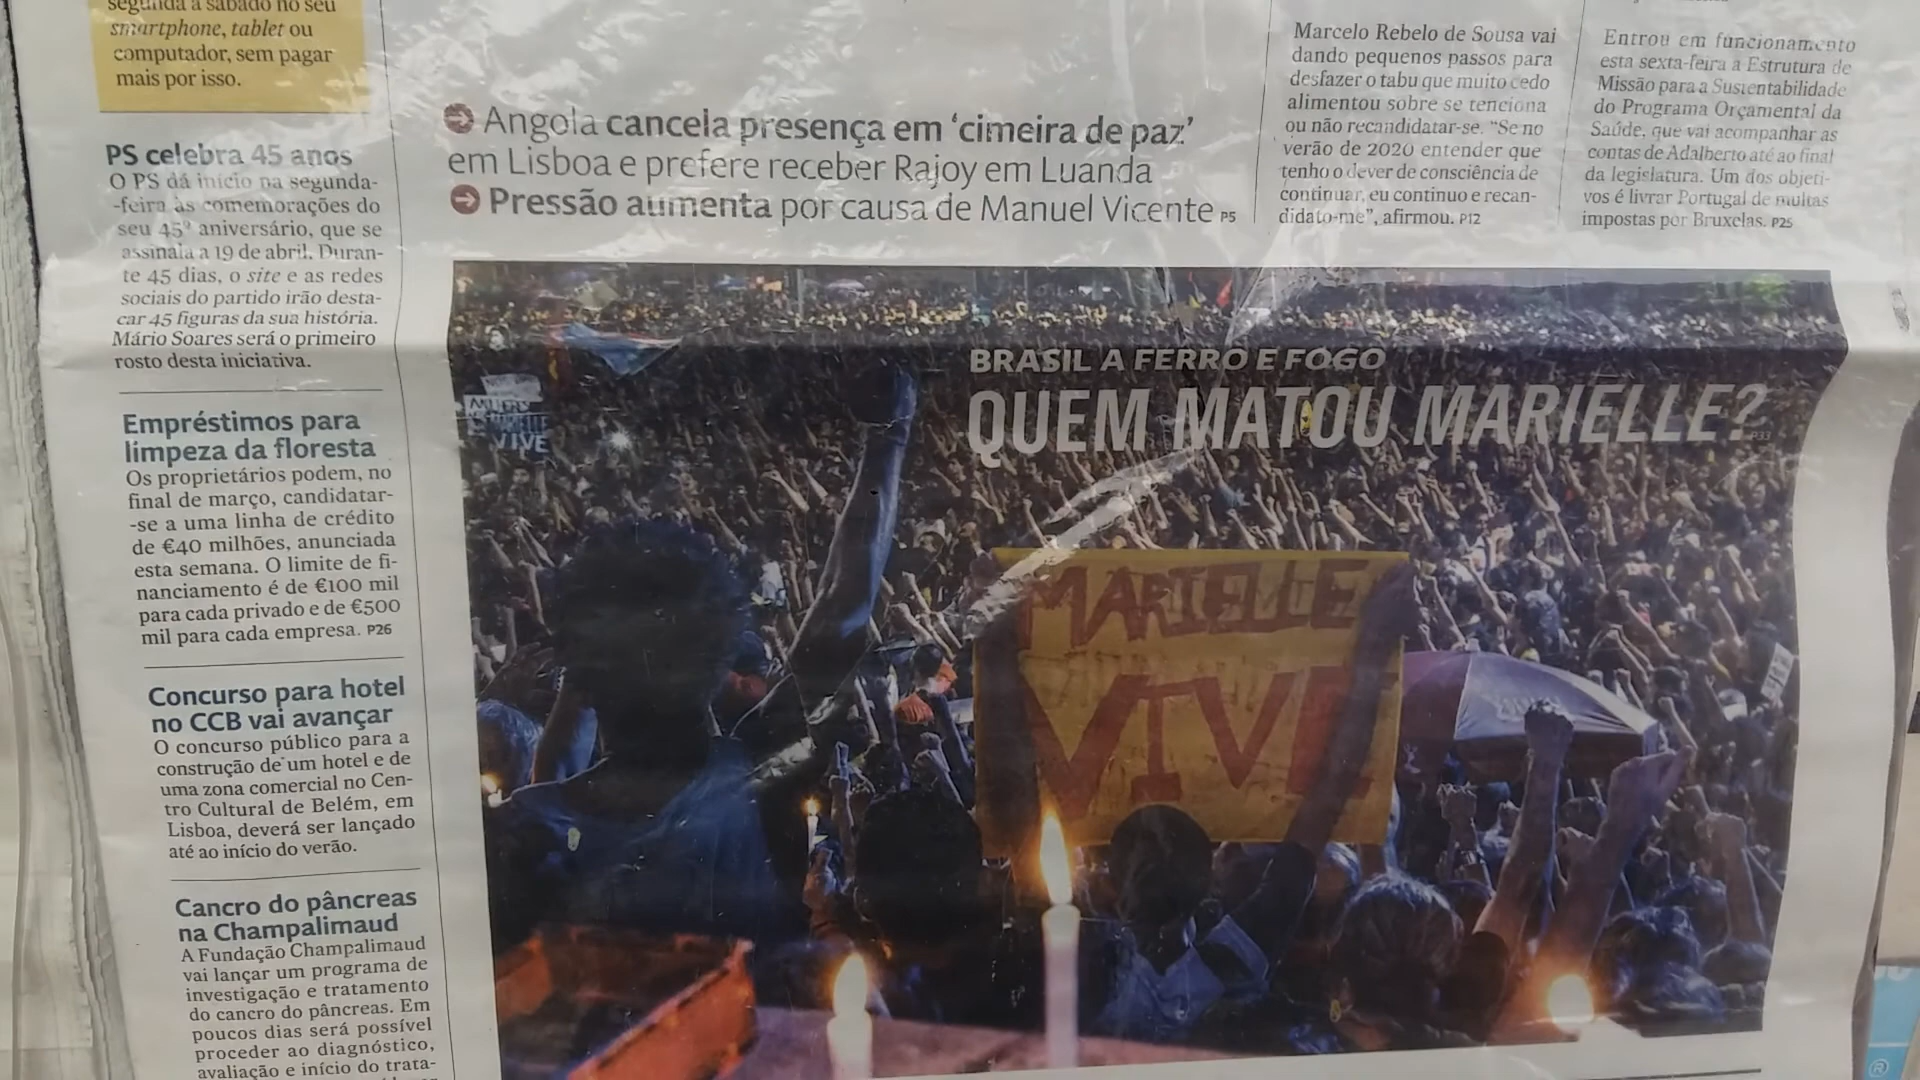 segunda a sábado no seu
smartphone, tablet ou
computador, sem pagar
mais por isso.
PS celebra 45 anos
O PS dá início na segunda-
-feira às comemorações do
seu 45º aniversário, que se
assinala a 19 de abril. Duran-
te 45 dias, o site e as redes
sociais do partido irão desta-
car 45 figuras da sua história.
Mário Soares será o primeiro
rosto desta iniciativa.
Empréstimos para
limpeza da floresta
Os proprietários podem, no
final de março, candidatar-
-se a uma linha de crédito
de €40 milhões, anunciada
esta semana. O limite de fi-
nanciamento é de €100 mil
para cada privado e de €500
mil para cada empresa. P26
Concurso para hotel
no CCB vai avançar
O concurso público para a
construção de um hotel e de
uma zona comercial no Cen-
tro Cultural de Belém, em
Lisboa, deverá ser lançado
até ao início do verão.
Cancro do pâncreas
na Champalimaud
A Fundação Champalimaud
vai lançar um programa de
investigação e tratamento
do cancro do pâncreas. Em
poucos dias será possível
proceder ao diagnóstico,
avaliação e início do trata-
Angola cancela presença em ‘cimeira de paz’
em Lisboa e prefere receber Rajoy em Luanda
Pressão aumenta por causa de Manuel Vicente P5
Marcelo Rebelo de Sousa vai
dando pequenos passos para
desfazer o tabu que muito cedo
alimentou sobre se tenciona
ou não recandidatar-se. “Se no
verão de 2020 entender que
tenho o dever de consciência de
continuar, eu continuo e recan-
didato-me”, afirmou. P12
Entrou em funcionamento
esta sexta-feira a Estrutura de
Missão para a Sustentabilidade
do Programa Orçamental da
Saúde, que vai acompanhar as
contas de Adalberto até ao final
da legislatura. Um dos objeti-
vos é livrar Portugal de multas
impostas por Bruxelas. P25
BRASIL A FERRO E FOGO
QUEM MATOU MARIELLE? P33
MARIELLE
VIVE
MARIELLE
VIVE